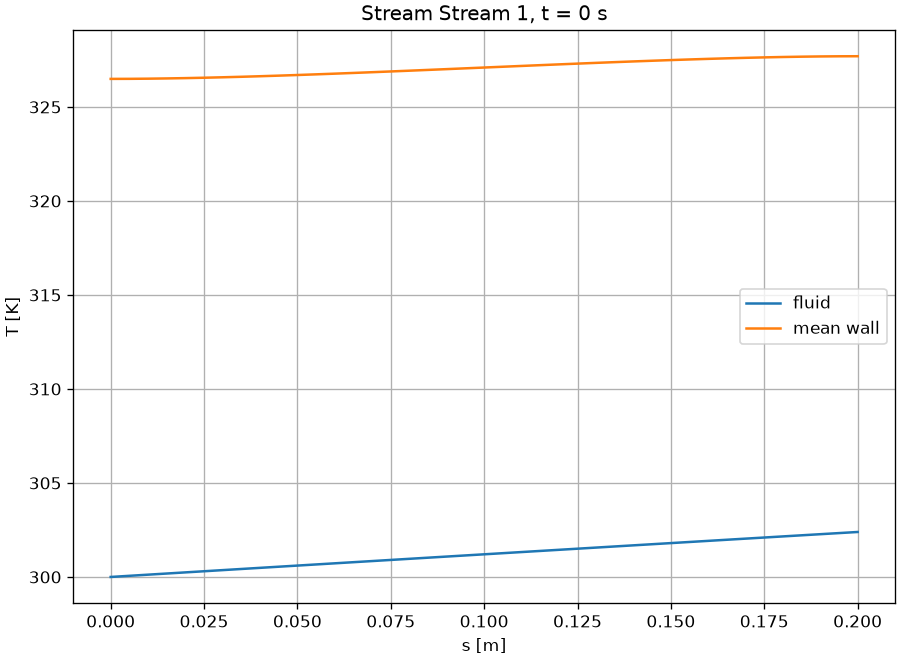 Stream Stream 1, t = 0 s
T [K]
325
320
315
310
305
300
fluid
mean wall
0.000 0.025 0.050 0.075 0.100 0.125 0.150 0.175 0.200
s [m]